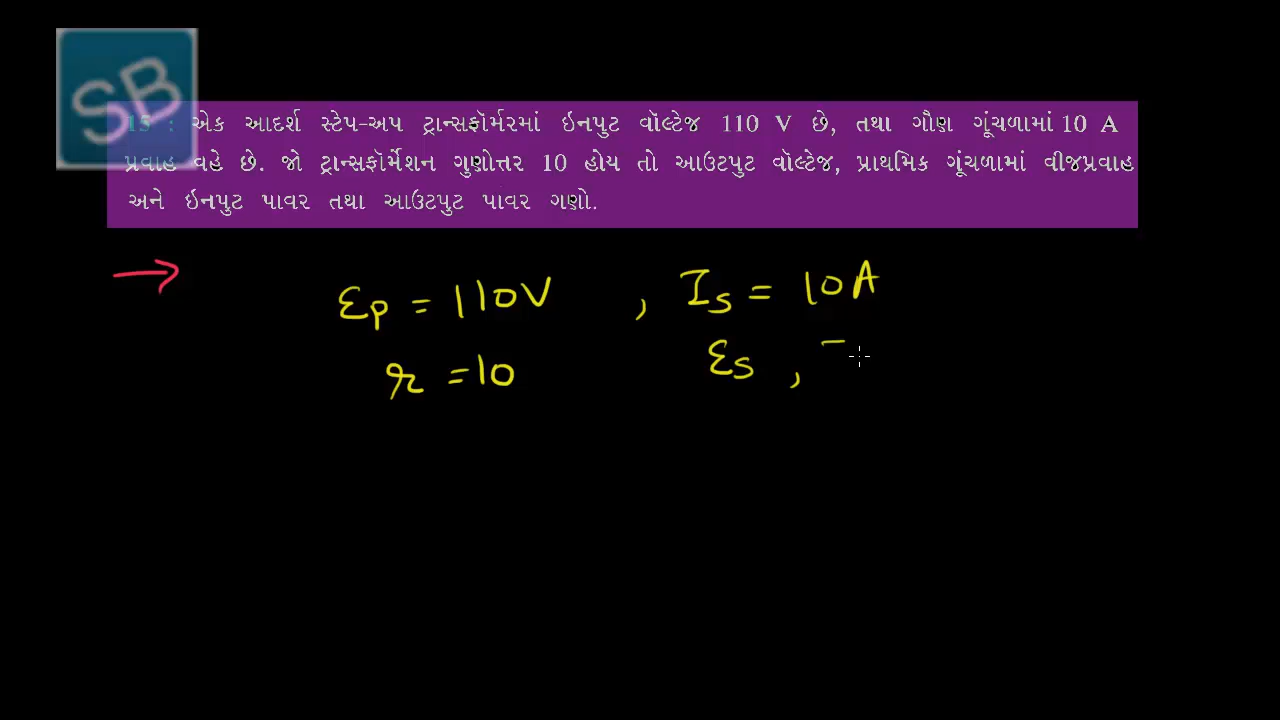 SB
15 : એક આદર્શ સ્ટેપ-અપ ટ્રાન્સફૉર્મરમાં ઇનપુટ વૉલ્ટેજ 110 V છે, તથા ગૌણ ગૂંચળામાં 10 A
પ્રવાહ વહે છે. જો ટ્રાન્સફૉર્મેશન ગુણોત્તર 10 હોય તો આઉટપુટ વૉલ્ટેજ, પ્રાથમિક ગૂંચળામાં વીજપ્રવાહ
અને ઇનપુટ પાવર તથા આઉટપુટ પાવર ગણો.
→ εp = 110V , Is = 10A
r = 10 εs ,